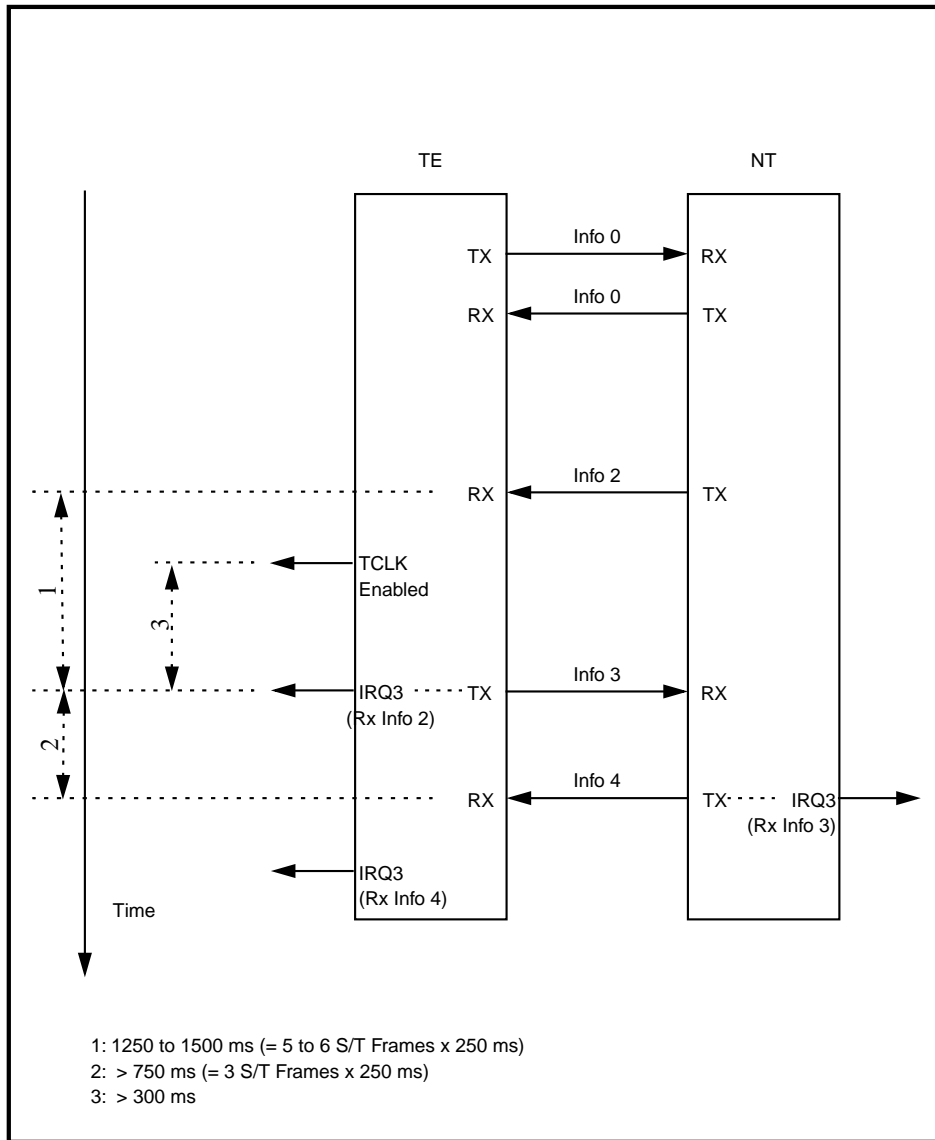 TE NT
Info 0
TX RX
Info 0
RX TX
Info 2
RX TX
TCLK
Enabled
1
3
Info 3
IRQ3 TX RX
(Rx Info 2)
2
Info 4
RX TX IRQ3
(Rx Info 3)
IRQ3
(Rx Info 4)
Time
1: 1250 to 1500 ms (= 5 to 6 S/T Frames x 250 ms)
2: > 750 ms (= 3 S/T Frames x 250 ms)
3: > 300 ms